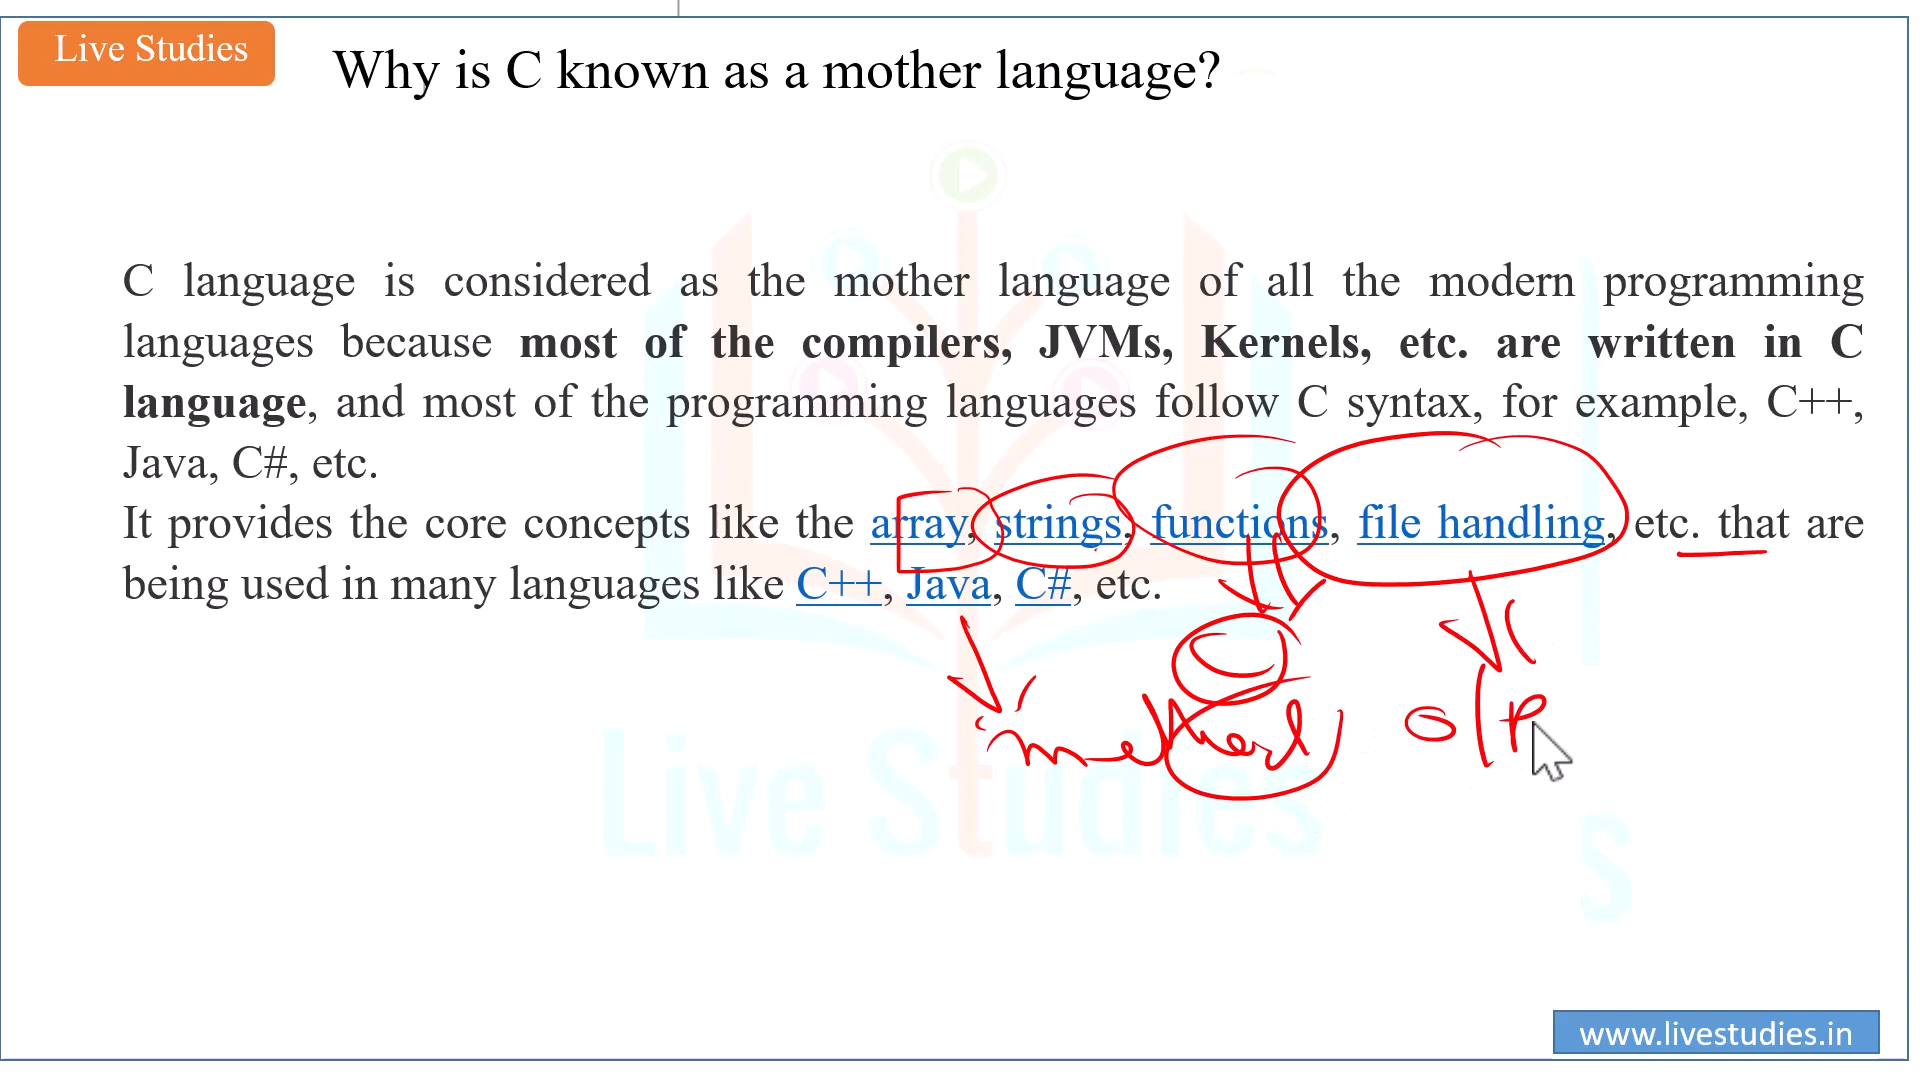 Live Studies
Why is C known as a mother language?
C language is considered as the mother language of all the modern programming
languages because most of the compilers, JVMs, Kernels, etc. are written in C
language, and most of the programming languages follow C syntax, for example, C++,
Java, C#, etc.
It provides the core concepts like the array, strings, functions, file handling, etc. that are
being used in many languages like C++, Java, C#, etc.
method o/p
Live Studies
S
www.livestudies.in